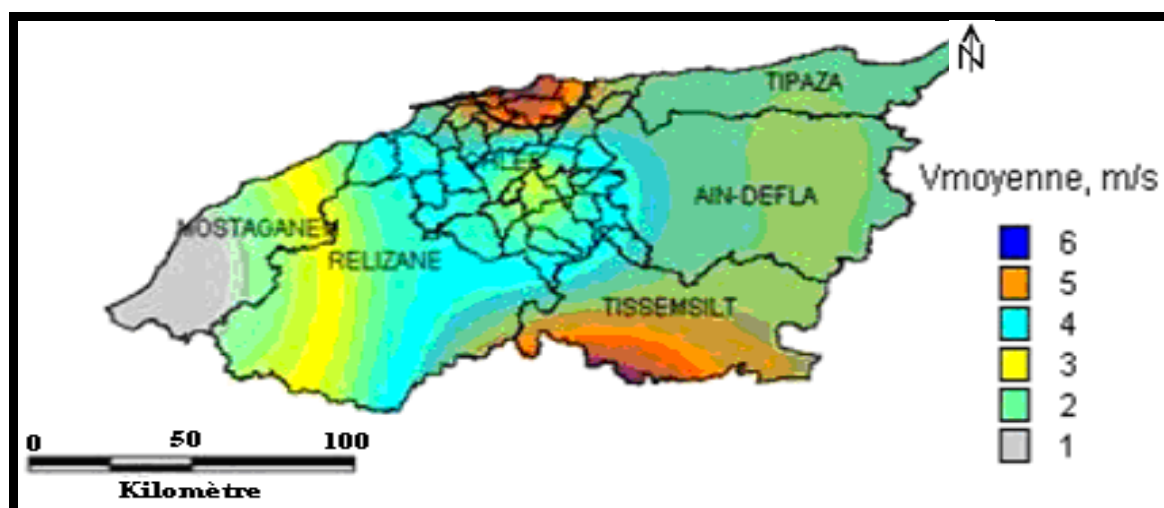 N
TIPAZA
AIN-DEFLA
MOSTAGANEM
RELIZANE
TISSEMSILT
Vmoyenne, m/s
6
5
4
3
2
1
0 50 100
Kilomètre